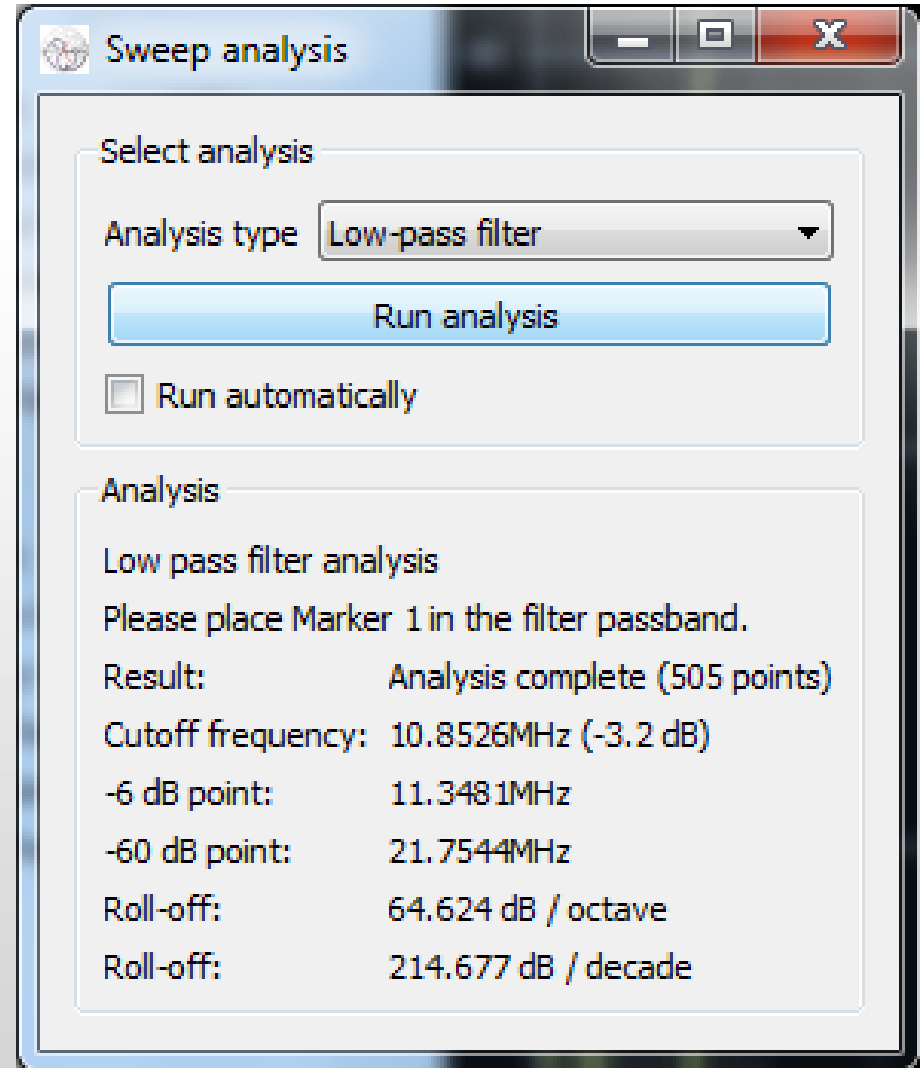 Sweep analysis
Select analysis
Analysis type Low-pass filter
Run analysis
Run automatically
Analysis
Low pass filter analysis
Please place Marker 1 in the filter passband.
Result: Analysis complete (505 points)
Cutoff frequency: 10.8526MHz (-3.2 dB)
-6 dB point: 11.3481MHz
-60 dB point: 21.7544MHz
Roll-off: 64.624 dB / octave
Roll-off: 214.677 dB / decade